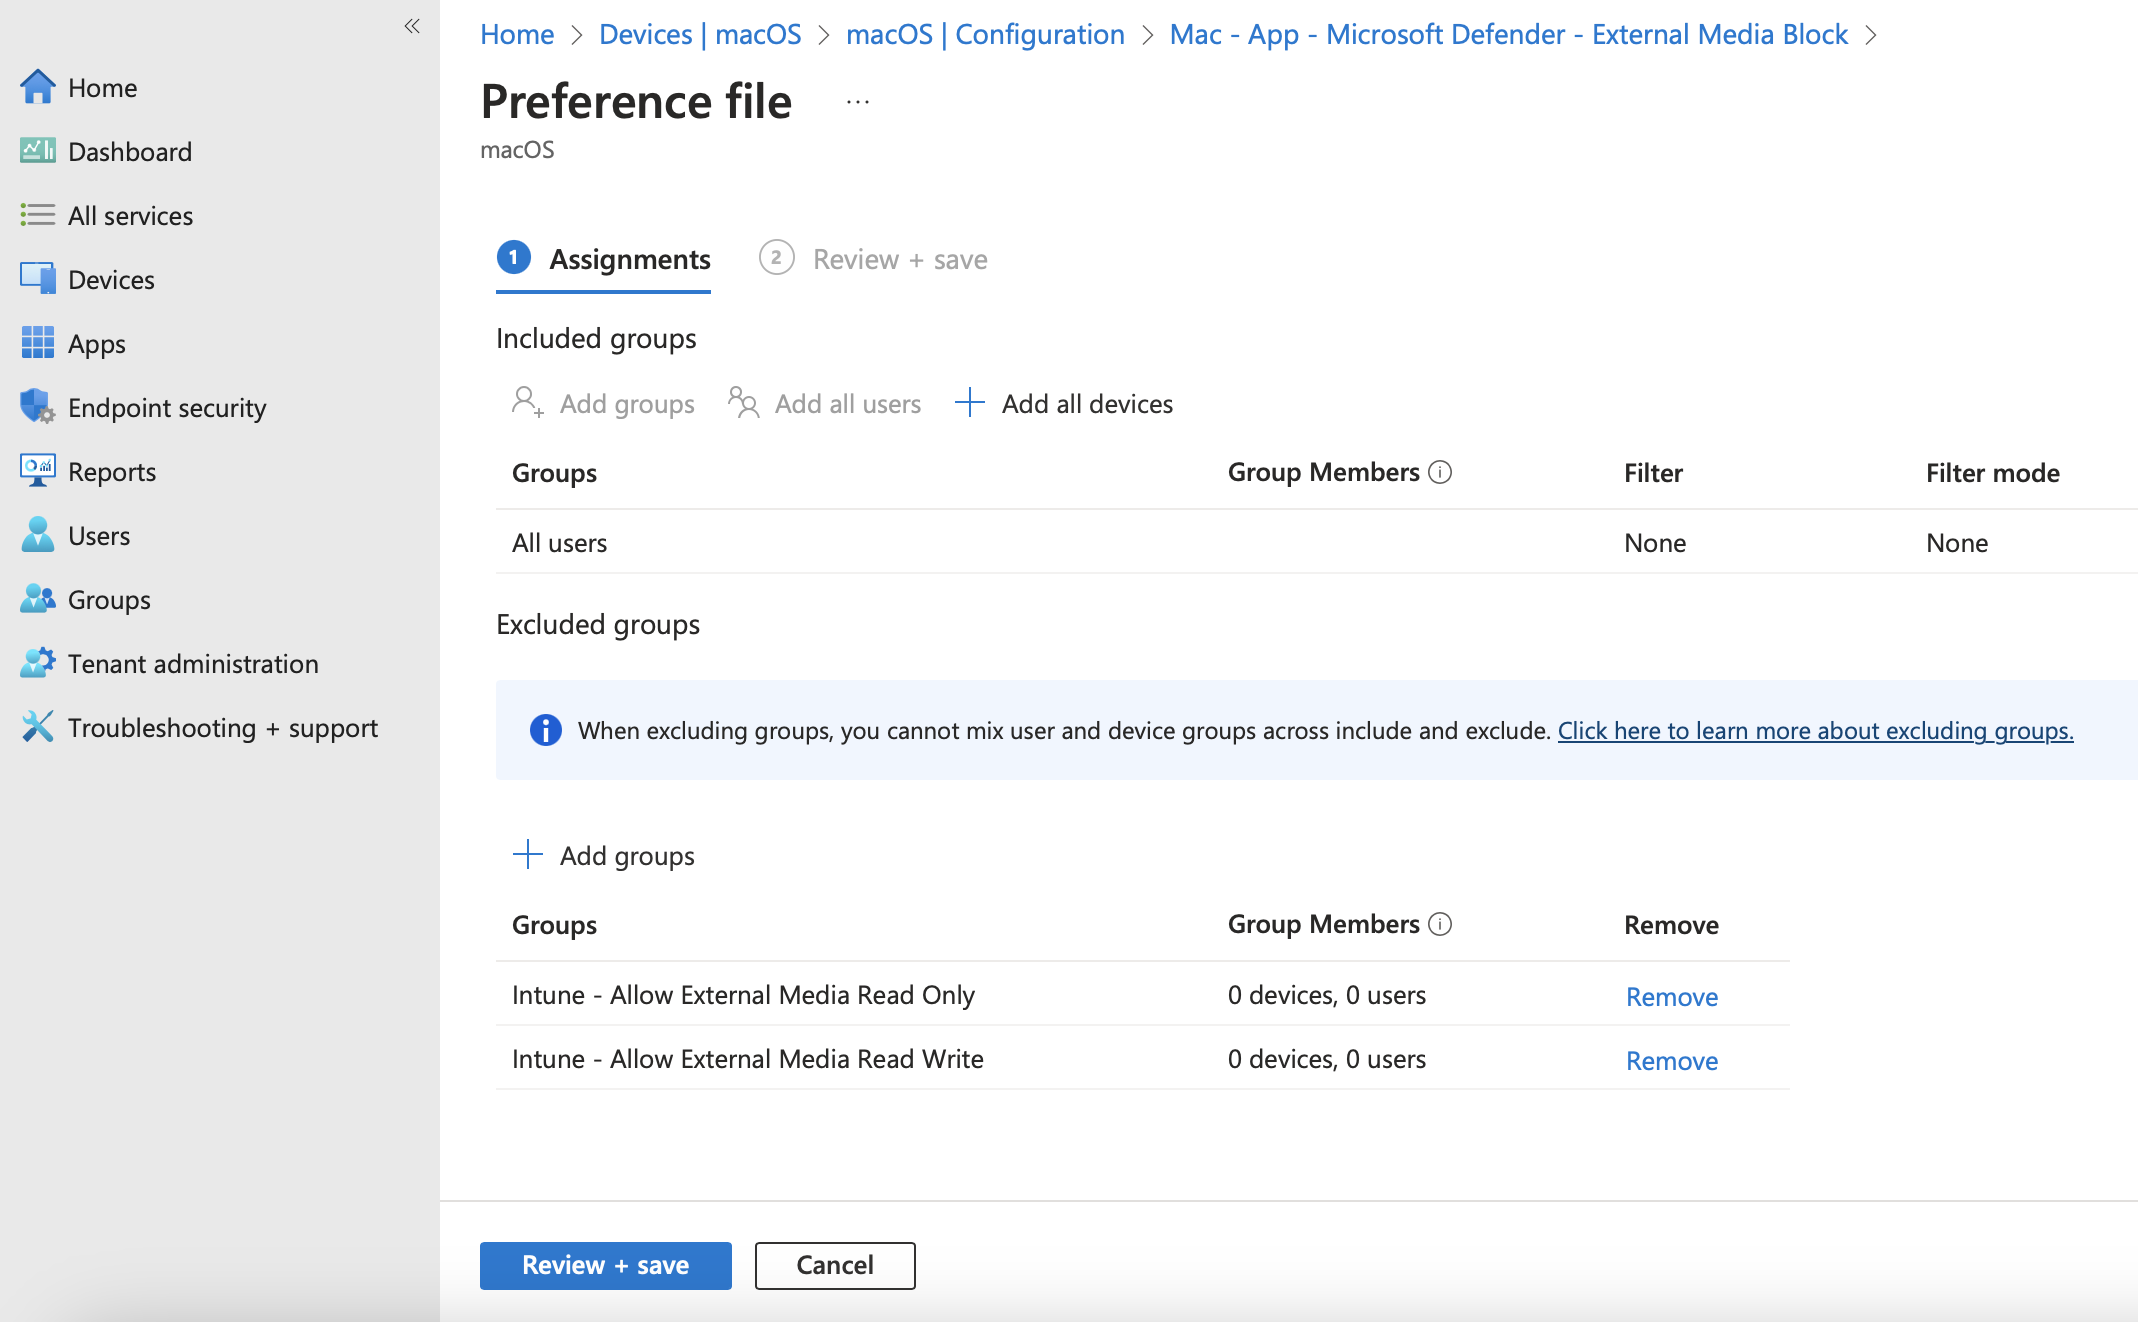 Home > Devices | macOS > macOS | Configuration > Mac - App - Microsoft Defender - External Media Block >
Preference file ...
macOS
Home
Dashboard
All services
Devices
Apps
Endpoint security
Reports
Users
Groups
Tenant administration
Troubleshooting + support
1 Assignments 2 Review + save
Included groups
Add groups Add all users + Add all devices
Groups Group Members Filter Filter mode
All users None None
Excluded groups
When excluding groups, you cannot mix user and device groups across include and exclude. Click here to learn more about excluding groups.
+ Add groups
Groups Group Members Remove
Intune - Allow External Media Read Only 0 devices, 0 users Remove
Intune - Allow External Media Read Write 0 devices, 0 users Remove
Review + save Cancel